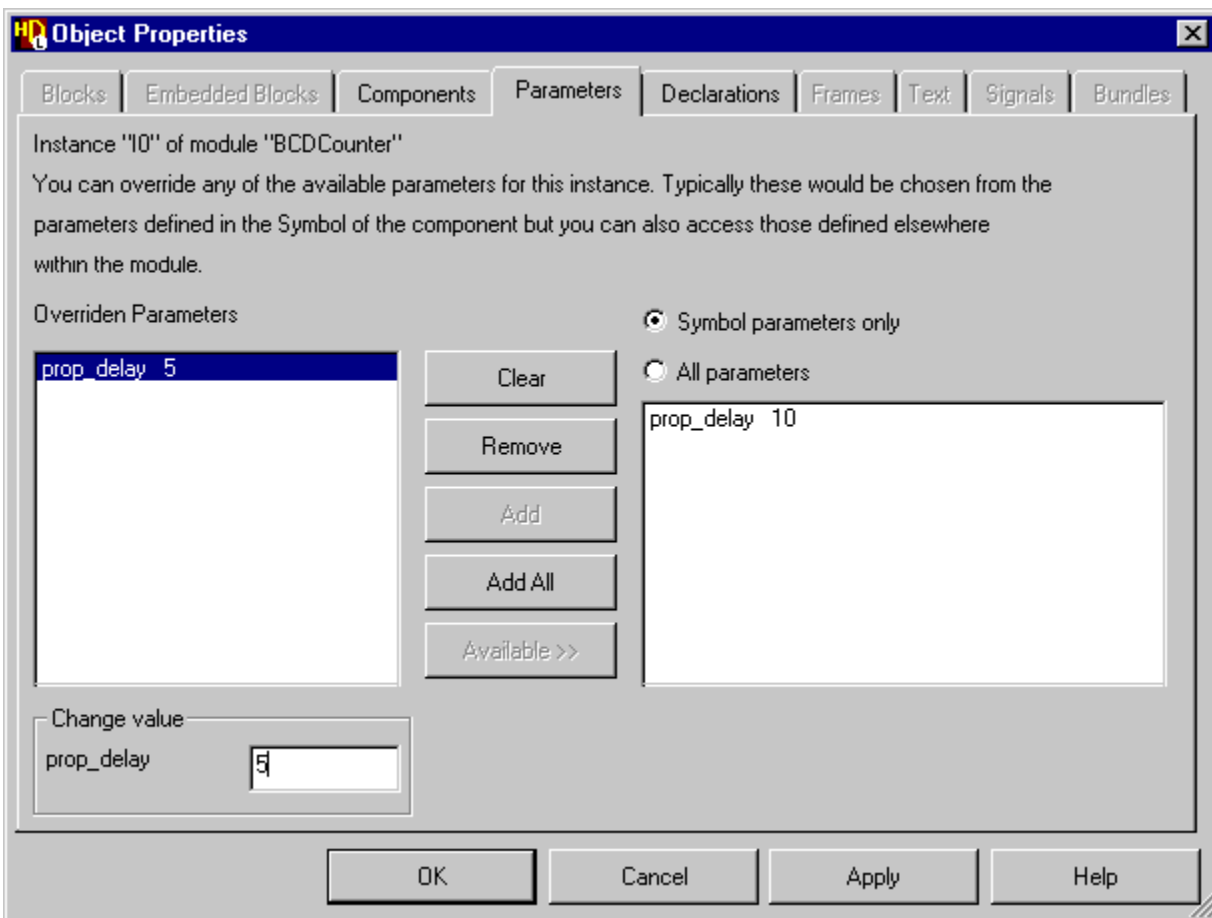 HDL Object Properties
Blocks Embedded Blocks Components Parameters Declarations Frames Text Signals Bundles
Instance "I0" of module "BCDCounter"
You can override any of the available parameters for this instance. Typically these would be chosen from the
parameters defined in the Symbol of the component but you can also access those defined elsewhere
within the module.
Overriden Parameters
prop_delay 5
Clear
Remove
Add
Add All
Available >>
Symbol parameters only
All parameters
prop_delay 10
Change value
prop_delay 5
OK Cancel Apply Help